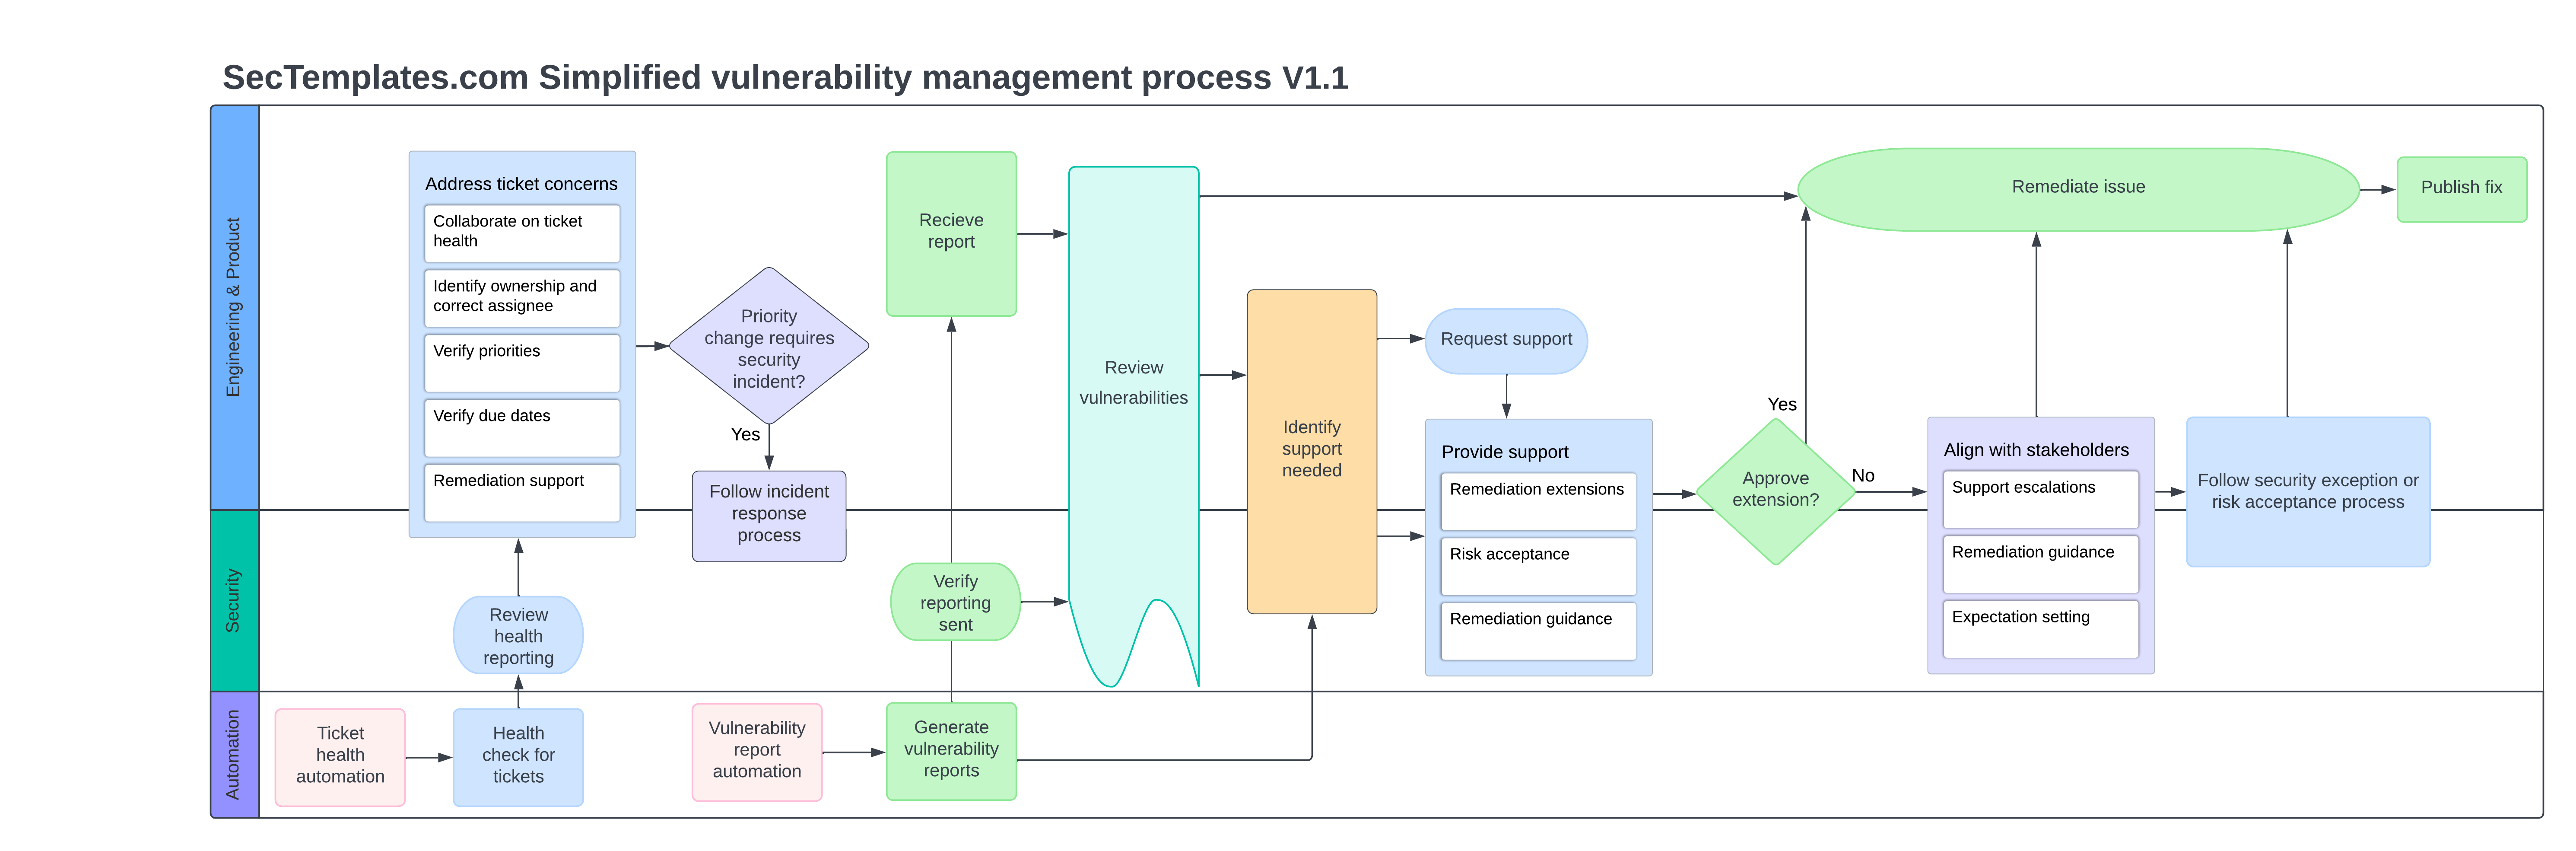 SecTemplates.com Simplified vulnerability management process V1.1
Engineering & Product
Address ticket concerns
Collaborate on ticket
health
Identify ownership and
correct assignee
Verify priorities
Verify due dates
Remediation support
Priority
change requires
security
incident?
Yes
Follow incident
response
process
Recieve
report
Review
vulnerabilities
Identify
support
needed
Request support
Provide support
Remediation extensions
Risk acceptance
Remediation guidance
Yes
Approve
extension?
No
Align with stakeholders
Support escalations
Remediation guidance
Expectation setting
Follow security exception or
risk acceptance process
Remediate issue
Publish fix
Security
Review
health
reporting
Verify
reporting
sent
Automation
Ticket
health
automation
Health
check for
tickets
Vulnerability
report
automation
Generate
vulnerability
reports